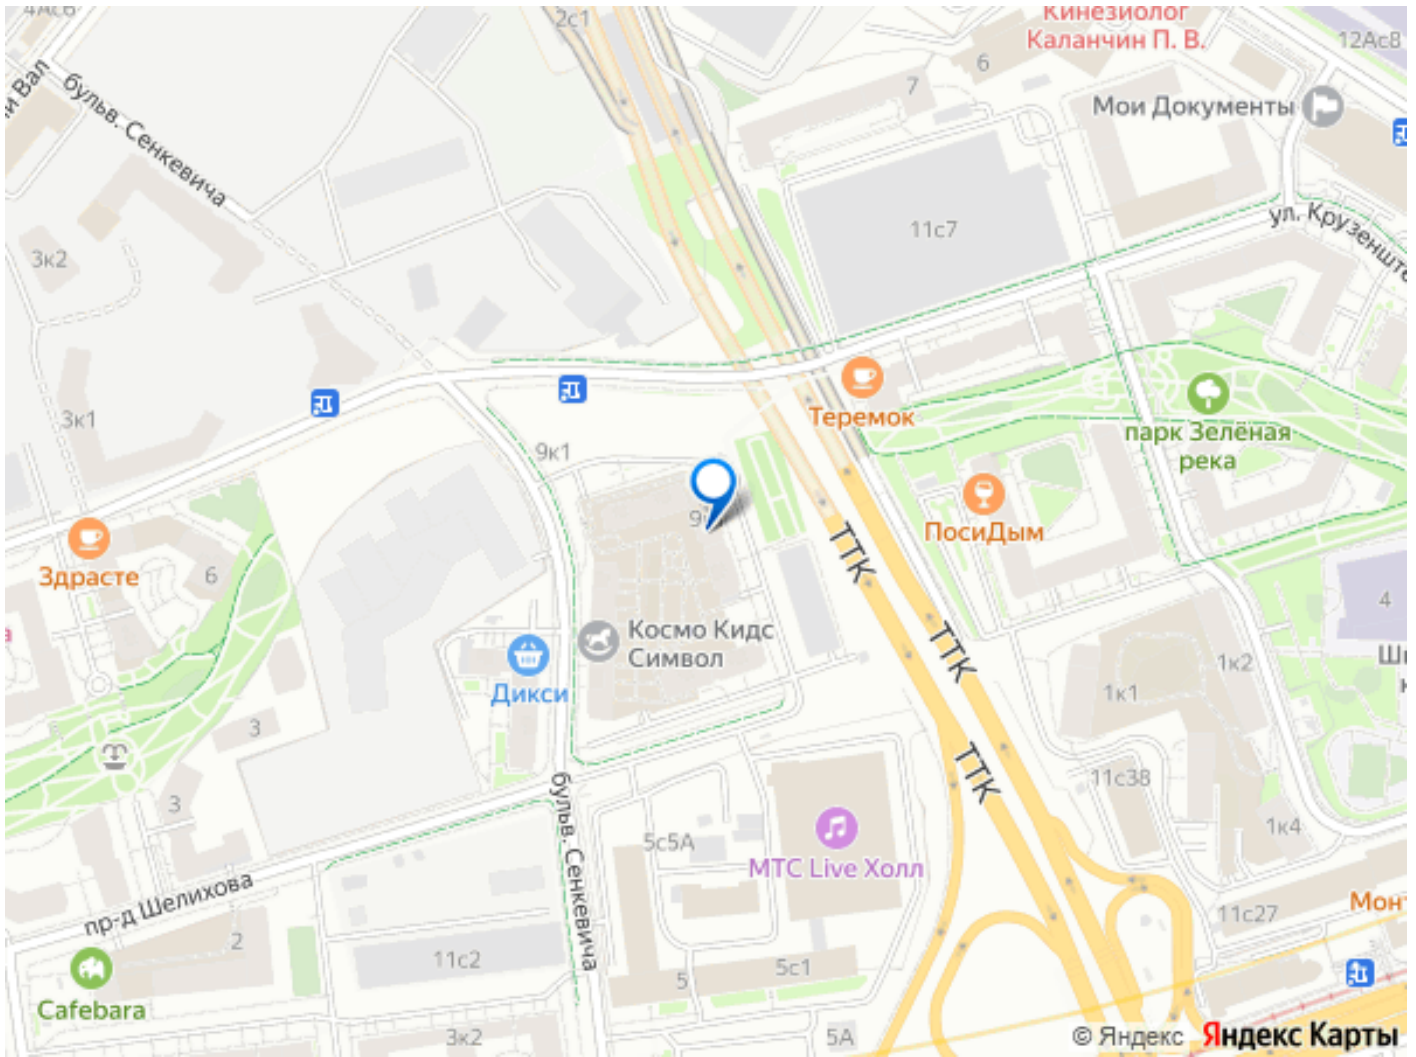 2с1
Кинезиолог
Каланчин П. В.
12Ас8
6
7
Мои Документы
бульв. Сенкевича
ул. Крузенште
11с7
3к2
3к1
Теремок
парк Зелёная
река
9к1
ПосиДым
ТТК
Здрасте
6
4
Космо Кидс
Символ
ТТК
Дикси
1к2
1к1
3
ТТК
11с38
3
бульв. Сенкевича
5с5А
МТС Live Холл
1к4
пр-д Шелихова
2
11с2
5
5с1
11с27
Cafebara
3к2
5А
© Яндекс Яндекс Карты